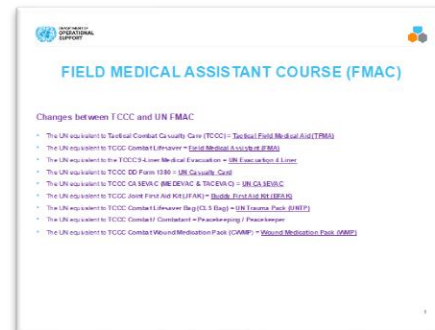 DEPARTMENT OF
OPERATIONAL
SUPPORT
FIELD MEDICAL ASSISTANT COURSE (FMAC)
Changes between TCCC and UN FMAC
• The UN equivalent to Tactical Combat Casualty Care (TCCC) = Tactical Field Medical Aid (TFMA)
• The UN equivalent to TCCC Combat Lifesaver = Field Medical Assistant (FMA)
• The UN equivalent to the TCCC 9-Liner Medical Evacuation = UN Evacuation 4 Liner
• The UN equivalent to TCCC DD Form 1380 = UN Casualty Card
• The UN equivalent to TCCC CASEVAC (MEDEVAC & TACEVAC) = UN CASEVAC
• The UN equivalent to TCCC Joint First Aid Kit (JFAK) = Buddy First Aid Kit (BFAK)
• The UN equivalent to TCCC Combat Lifesaver Bag (CLS Bag) = UN Trauma Pack (UNTP)
• The UN equivalent to TCCC Combat / Combatant = Peacekeeping / Peacekeeper
• The UN equivalent to TCCC Combat Wound Medication Pack (CWMP) = Wound Medication Pack (WMP)